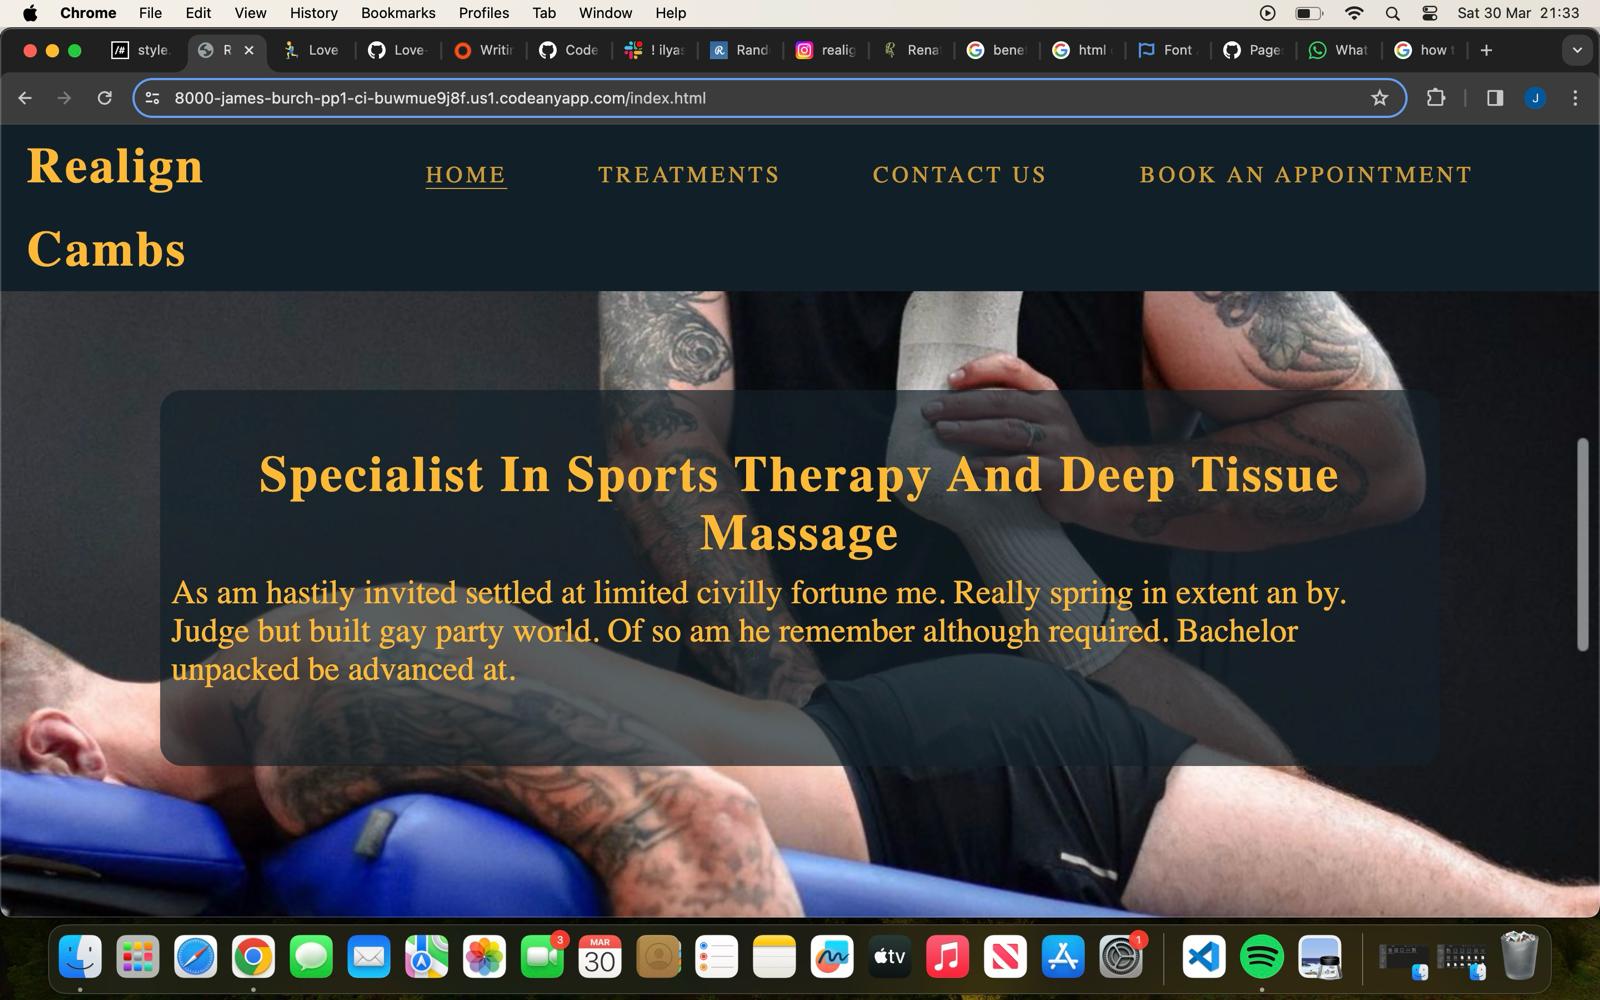 Chrome File Edit View History Bookmarks Profiles Tab Window Help Sat 30 Mar 21:33
style. R Love Love- Writin Code ! ilyas Rand realig Rena bene html Font Page What how
8000-james-burch-pp1-ci-buwmue9j8f.us1.codeanyapp.com/index.html J
Realign
Cambs
HOME TREATMENTS CONTACT US BOOK AN APPOINTMENT
Specialist In Sports Therapy And Deep Tissue
Massage
As am hastily invited settled at limited civilly fortune me. Really spring in extent an by.
Judge but built gay party world. Of so am he remember although required. Bachelor
unpacked be advanced at.
3 MAR 1
30 tv